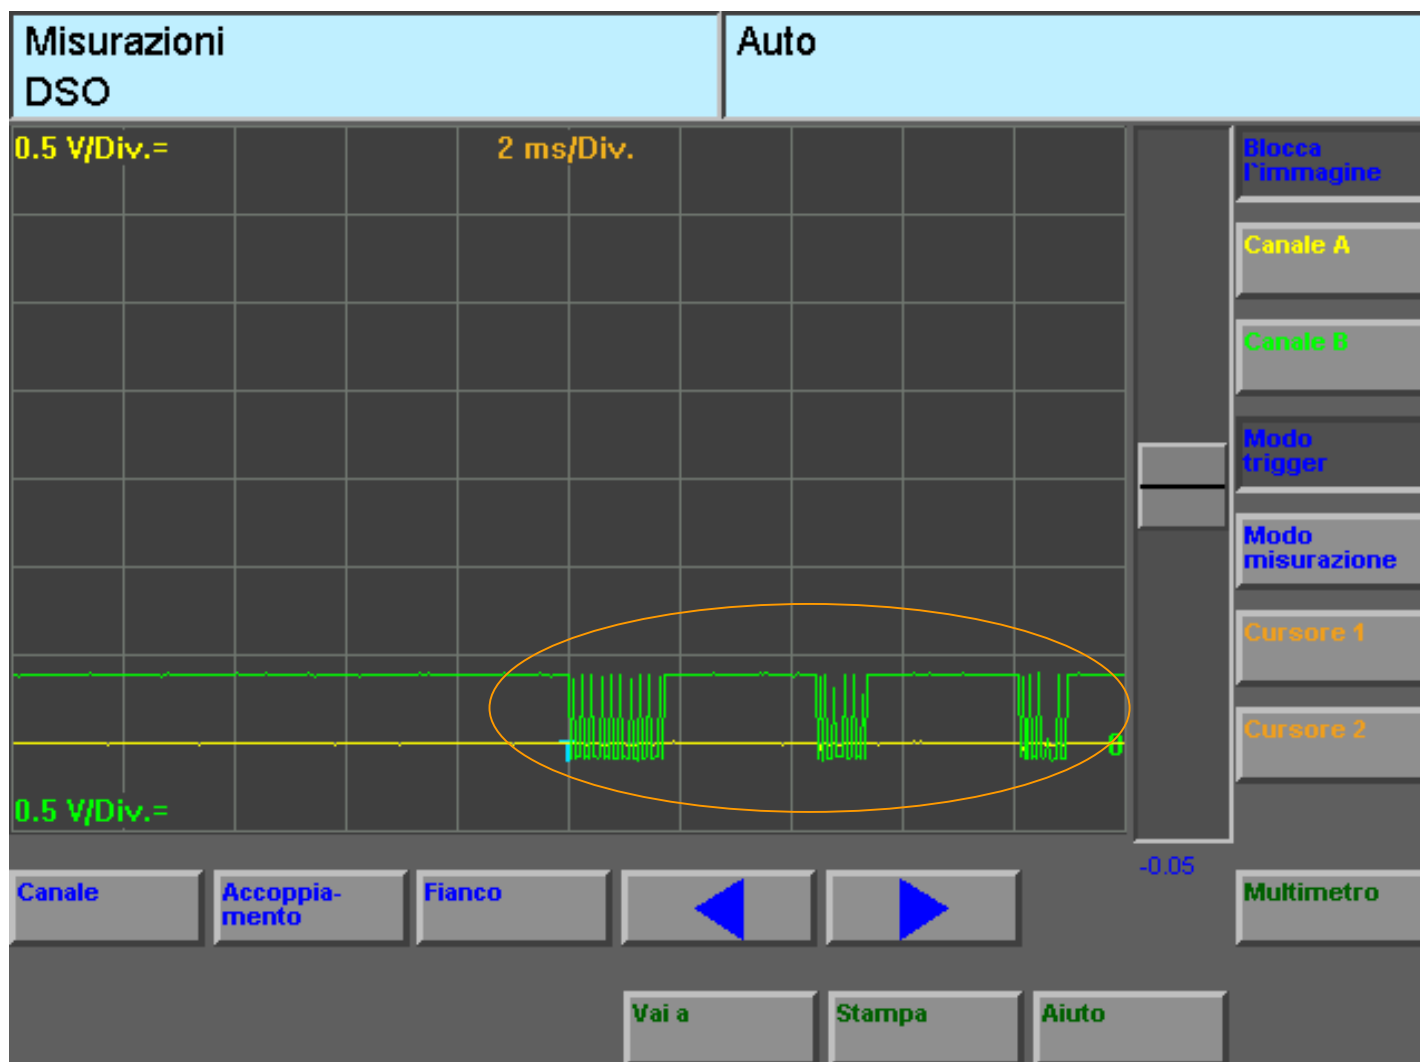 Misurazioni
DSO
Auto
0.5 V/Div.=
2 ms/Div.
Blocca
l`immagine
Canale A
Canale B
Modo
trigger
Modo
misurazione
Cursore 1
Cursore 2
0
T
0.5 V/Div.=
-0.05
Canale
Accoppia-
mento
Fianco
Multimetro
Vai a
Stampa
Aiuto